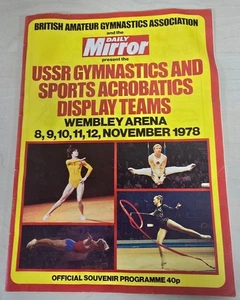 BRITISH AMATEUR GYMNASTICS ASSOCIATION
and the
DAILY
Mirror
present the
USSR GYMNASTICS AND
SPORTS ACROBATICS
DISPLAY TEAMS
WEMBLEY ARENA
8, 9, 10, 11, 12, NOVEMBER 1978
OFFICIAL SOUVENIR PROGRAMME 40p